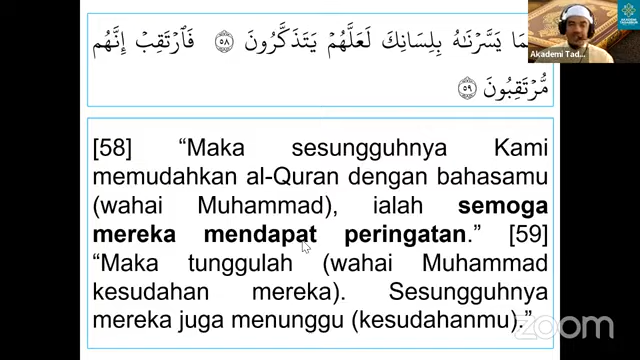 يَسَّرْنَٰهُ بِلِسَانِكَ لَعَلَّهُمْ يَتَذَكَّرُونَ ٥٨ فَٱرْتَقِبْ إِنَّهُم
مُّرْتَقِبُونَ ٥٩
Akademi Tad...
[58] “Maka sesungguhnya Kami
memudahkan al-Quran dengan bahasamu
(wahai Muhammad), ialah semoga
mereka mendapat peringatan.” [59]
“Maka tunggulah (wahai Muhammad
kesudahan mereka). Sesungguhnya
mereka juga menunggu (kesudahanmu).”
zoom